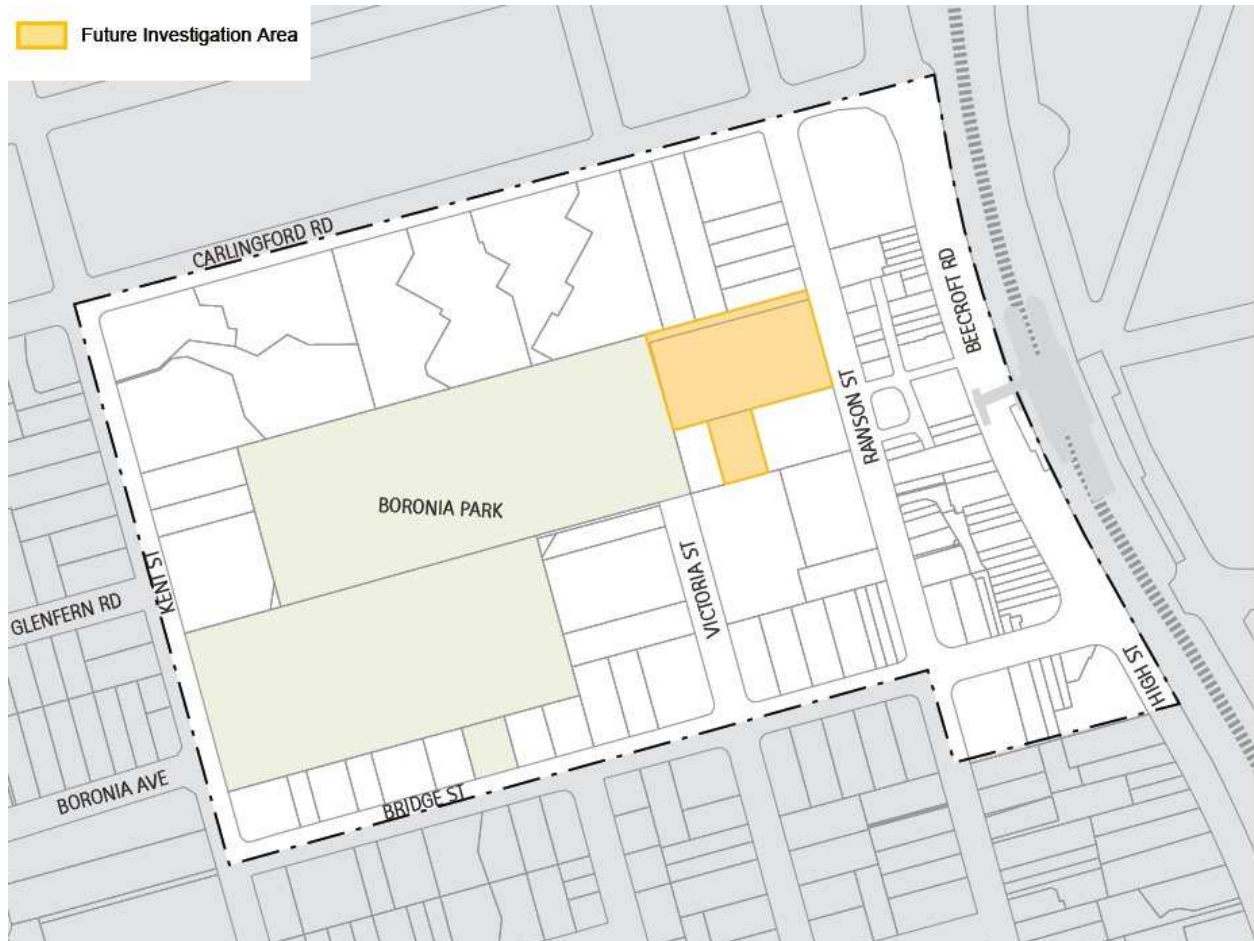 Future Investigation Area
CARLINGFORD RD
BEECROFT RD
RAWSON ST
BORONIA PARK
KENT ST
VICTORIA ST
GLENFERN RD
HIGH ST
BORONIA AVE
BRIDGE ST